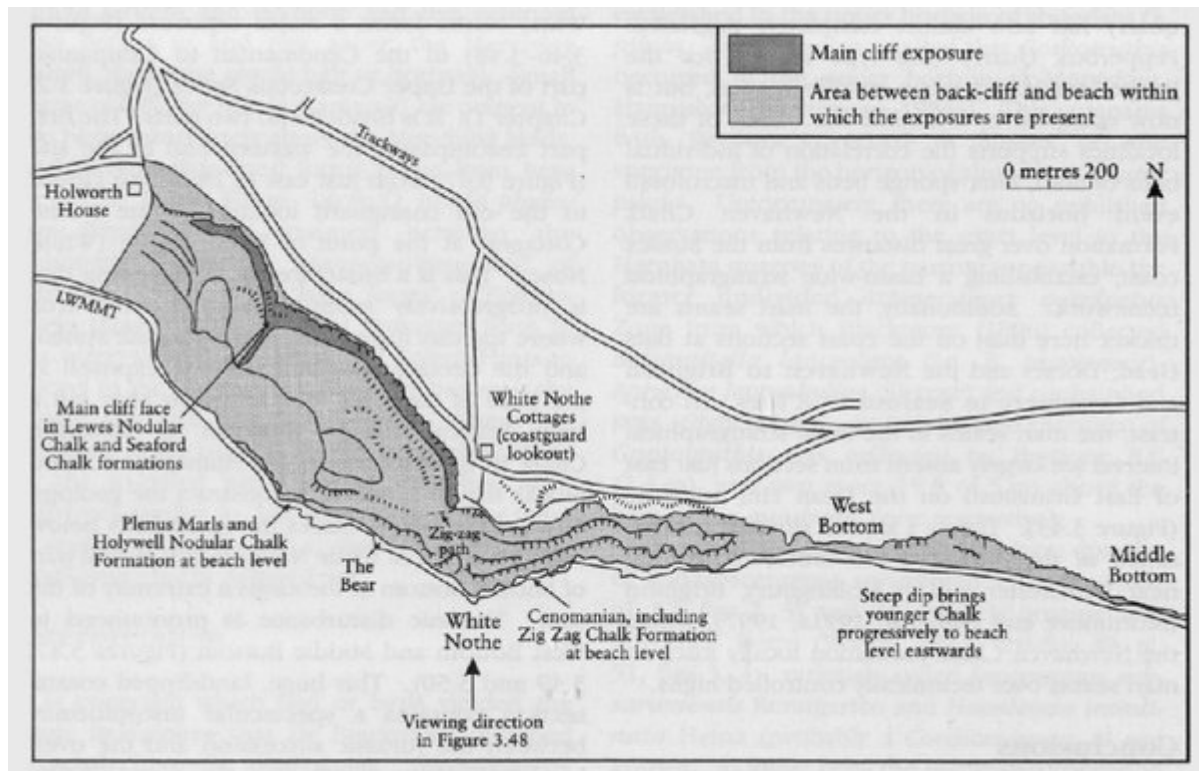 Main cliff exposure
Area between back-cliff and beach within
which the exposures are present
0 metres 200
N
Trackways
Holworth
House
LWMMT
Main cliff face
in Lewes Nodular
Chalk and Seaford
Chalk formations
White Nothe
Cottages
(coastguard
lookout)
Plenus Marls and
Holywell Nodular Chalk
Formation at beach level
Zig-zag
path
The
Bear
West
Bottom
Middle
Bottom
White
Nothe
Cenomanian, including
Zig Zag Chalk Formation
at beach level
Steep dip brings
younger Chalk
progressively to beach
level eastwards
Viewing direction
in Figure 3.48